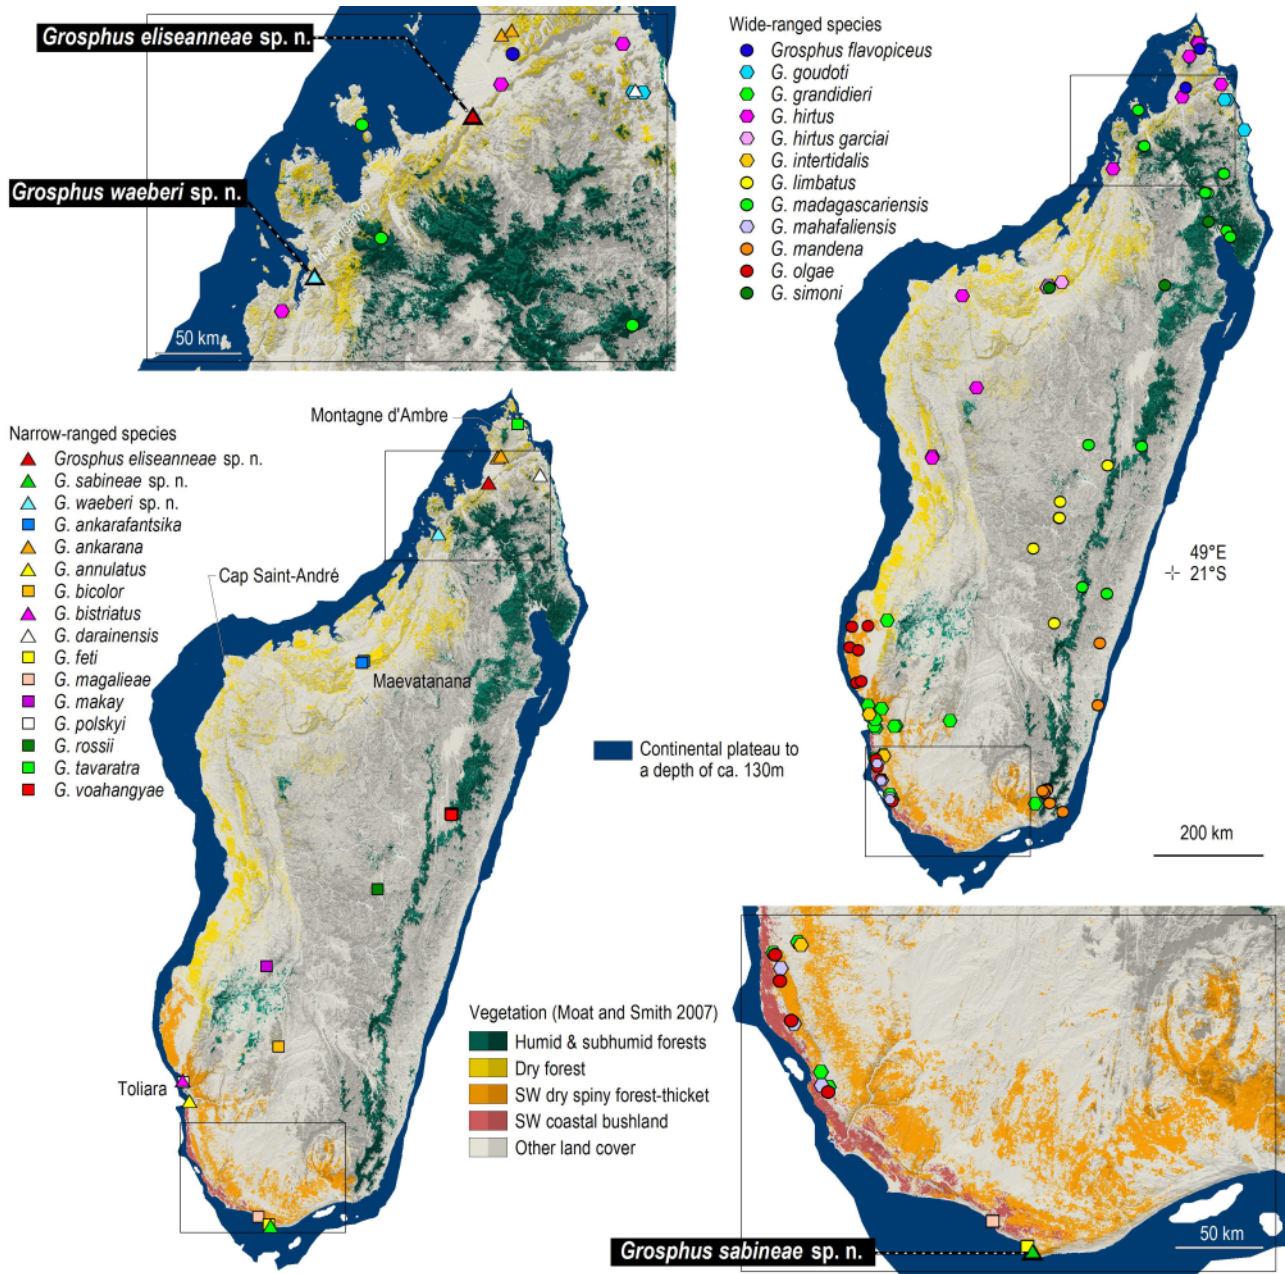 Grosphus eliseanneae sp. n.
Grosphus waeberi sp. n.
50 km
Wide-ranged species
Grosphus flavopiceus
G. goudoti
G. grandidieri
G. hirtus
G. hirtus garciai
G. intertidalis
G. limbatus
G. madagascariensis
G. mahafaliensis
G. mandena
G. olgae
G. simoni
49°E
21°S
200 km
Narrow-ranged species
Grosphus eliseanneae sp. n.
G. sabineae sp. n.
G. waeberi sp. n.
G. ankarafantsika
G. ankarana
G. annulatus
G. bicolor
G. bistriatus
G. darainensis
G. feti
G. magalieae
G. makay
G. polskyi
G. rossii
G. tavaratra
G. voahangyae
Montagne d'Ambre
Cap Saint-André
Maevatanana
Toliara
Continental plateau to
a depth of ca. 130m
Vegetation (Moat and Smith 2007)
Humid & subhumid forests
Dry forest
SW dry spiny forest-thicket
SW coastal bushland
Other land cover
Grosphus sabineae sp. n.
50 km